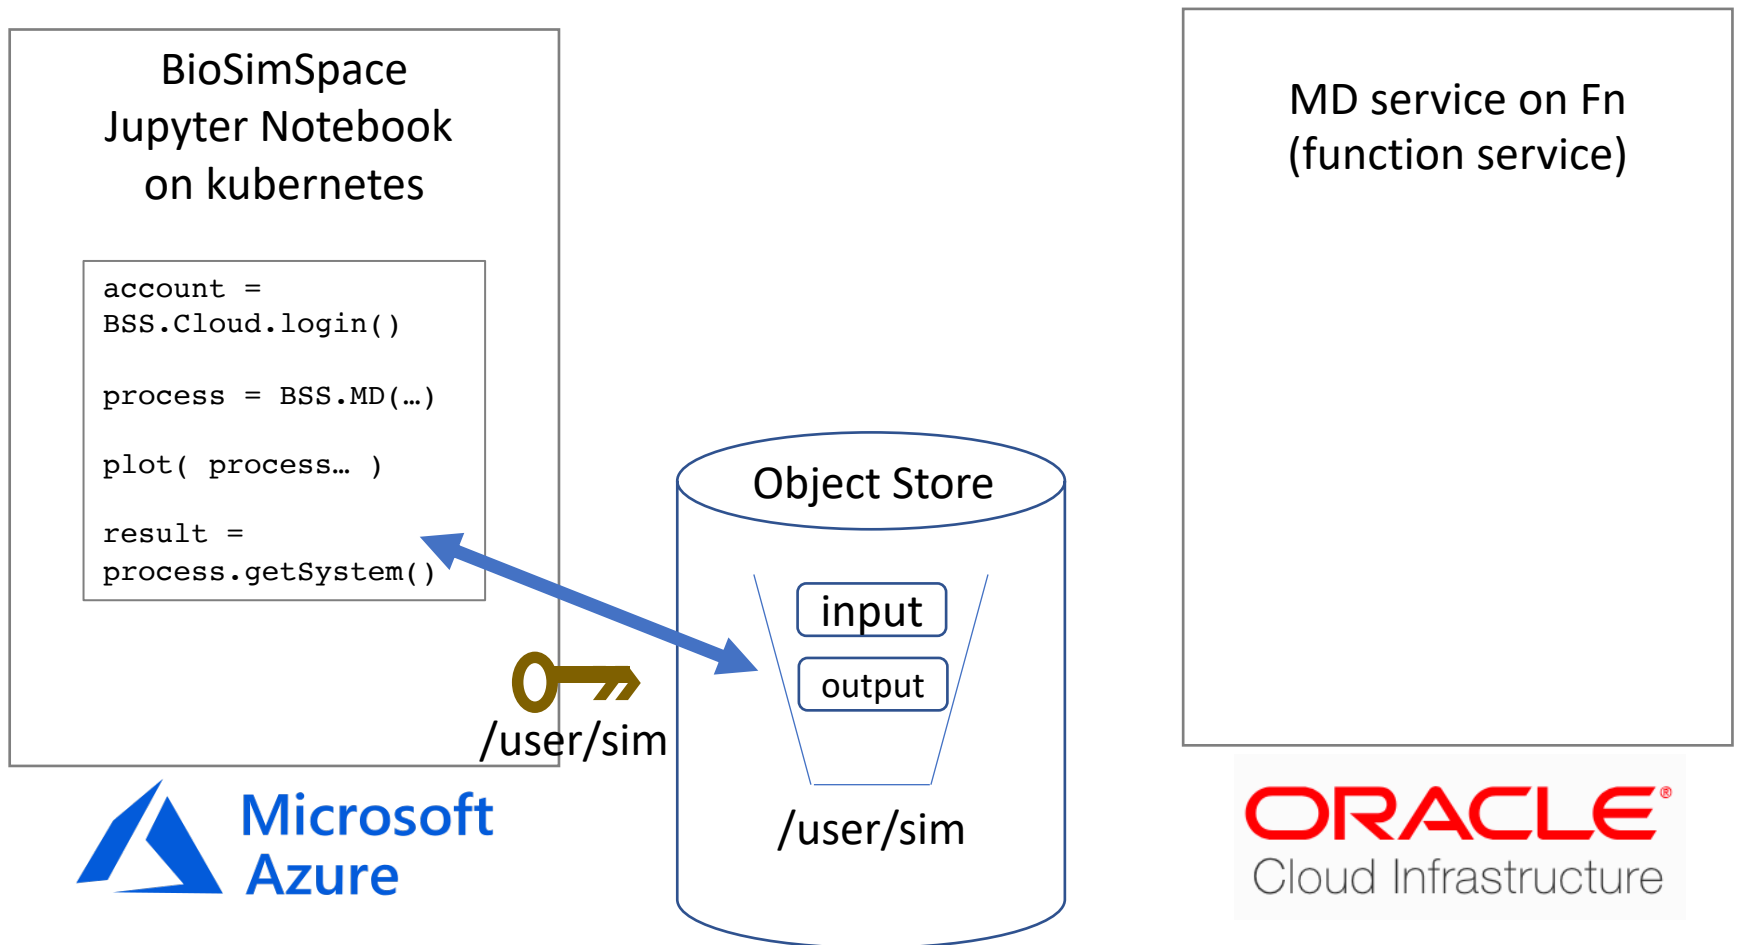 BioSimSpace
Jupyter Notebook
on kubernetes
account =
BSS.Cloud.login()
process = BSS.MD(…)
plot( process… )
result =
process.getSystem()
/user/sim
Microsoft
Azure
Object Store
input
output
/user/sim
MD service on Fn
(function service)
ORACLE®
Cloud Infrastructure